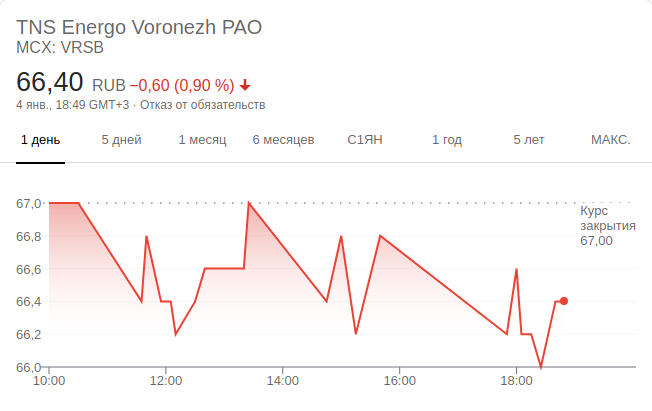 TNS Energo Voronezh PAO
MCX: VRSB
66,40 RUB −0,60 (0,90 %)
4 янв., 18:49 GMT+3 · Отказ от обязательств
1 день 5 дней 1 месяц 6 месяцев С1ЯН 1 год 5 лет МАКС.
67,0
66,8
66,6
66,4
66,2
66,0
Курс
закрытия
67,00
10:00 12:00 14:00 16:00 18:00